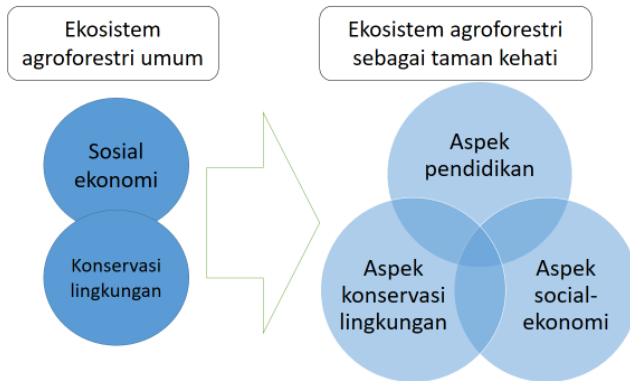 Ekosistem
agroforestri umum
Ekosistem agroforestri
sebagai taman kehati
Sosial
ekonomi
Konservasi
lingkungan
Aspek
pendidikan
Aspek
konservasi
lingkungan
Aspek
social-
ekonomi